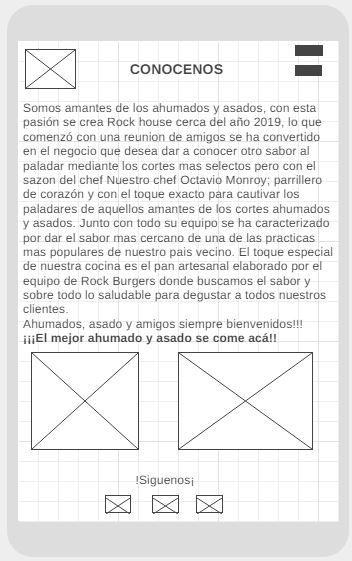 CONOCENOS
Somos amantes de los ahumados y asados, con esta
pasión se crea Rock house cerca del año 2019, lo que
comenzó con una reunion de amigos se ha convertido
en el negocio que desea dar a conocer otro sabor al
paladar mediante los cortes mas selectos pero con el
sazon del chef Nuestro chef Octavio Monroy; parrillero
de corazón y con el toque exacto para cautivar los
paladares de aquellos amantes de los cortes ahumados
y asados. Junto con todo su equipo se ha caracterizado
por dar el sabor mas cercano de una de las practicas
mas populares de nuestro pais vecino. El toque especial
de nuestra cocina es el pan artesanal elaborado por el
equipo de Rock Burgers donde buscamos el sabor y
sobre todo lo saludable para degustar a todos nuestros
clientes.
Ahumados, asado y amigos siempre bienvenidos!!!
¡¡¡El mejor ahumado y asado se come acá!!
!Siguenos¡